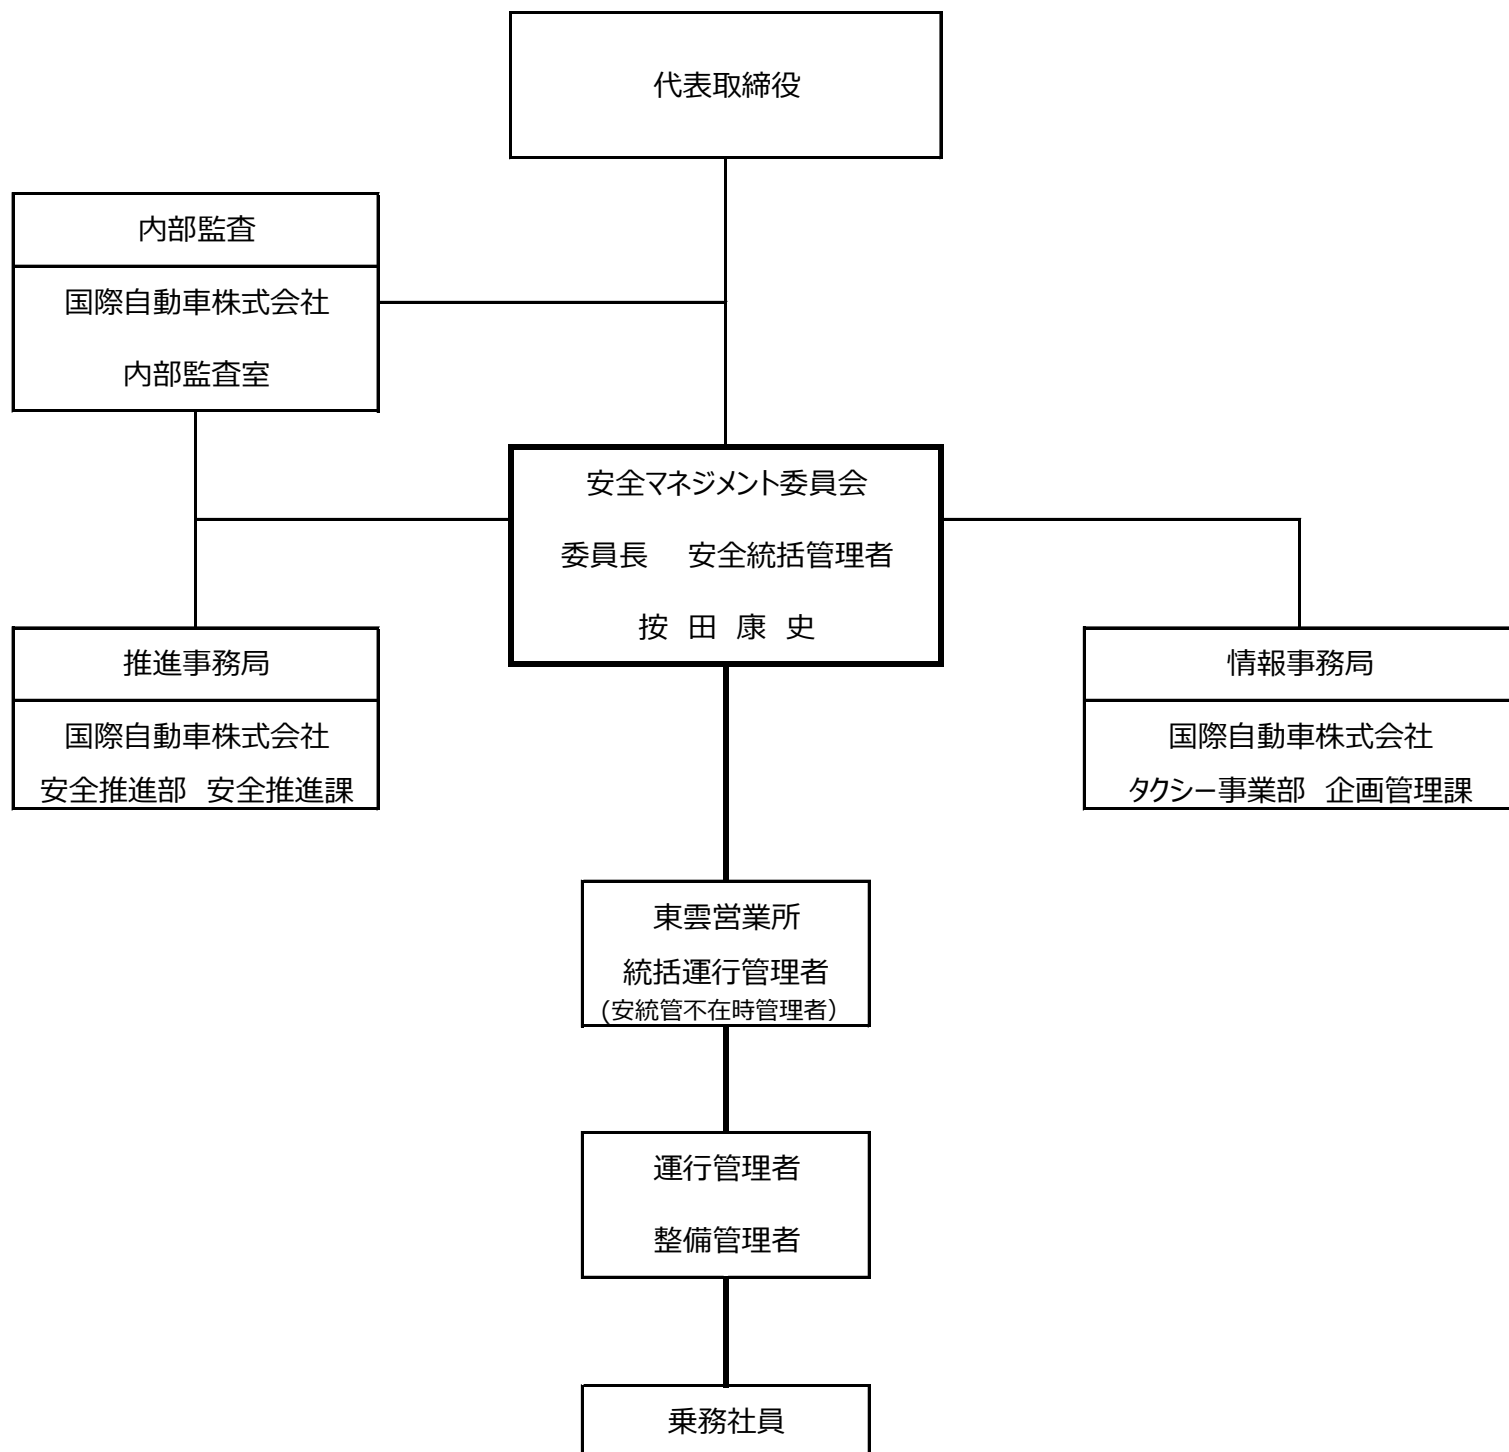 代表取締役
内部監査
国際自動車株式会社
内部監査室
安全マネジメント委員会
委員長　安全統括管理者
按　田　康　史
推進事務局
国際自動車株式会社
安全推進部　安全推進課
情報事務局
国際自動車株式会社
タクシー事業部　企画管理課
東雲営業所
統括運行管理者
(安統管不在時管理者）
運行管理者
整備管理者
乗務社員